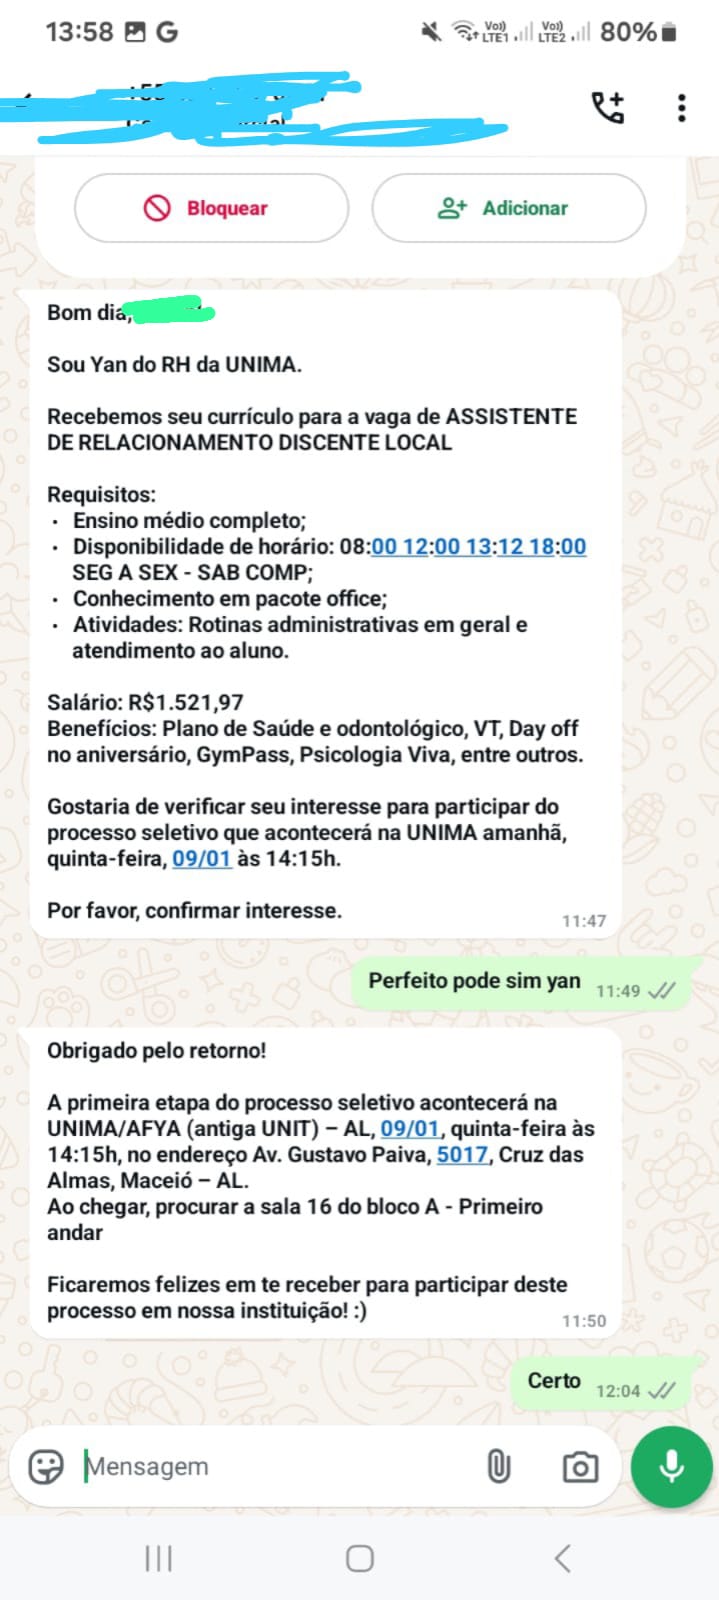 13:58 G Vo) LTE1 Vo) LTE2 80%
Bloquear Adicionar
Bom dia,
Sou Yan do RH da UNIMA.
Recebemos seu currículo para a vaga de ASSISTENTE
DE RELACIONAMENTO DISCENTE LOCAL
Requisitos:
• Ensino médio completo;
• Disponibilidade de horário: 08:00 12:00 13:12 18:00
SEG A SEX - SAB COMP;
• Conhecimento em pacote office;
• Atividades: Rotinas administrativas em geral e
atendimento ao aluno.
Salário: R$1.521,97
Benefícios: Plano de Saúde e odontológico, VT, Day off
no aniversário, GymPass, Psicologia Viva, entre outros.
Gostaria de verificar seu interesse para participar do
processo seletivo que acontecerá na UNIMA amanhã,
quinta-feira, 09/01 às 14:15h.
Por favor, confirmar interesse.
11:47
Perfeito pode sim yan 11:49
Obrigado pelo retorno!
A primeira etapa do processo seletivo acontecerá na
UNIMA/AFYA (antiga UNIT) – AL, 09/01, quinta-feira às
14:15h, no endereço Av. Gustavo Paiva, 5017, Cruz das
Almas, Maceió – AL.
Ao chegar, procurar a sala 16 do bloco A - Primeiro
andar
Ficaremos felizes em te receber para participar deste
processo em nossa instituição! :)
11:50
Certo 12:04
Mensagem